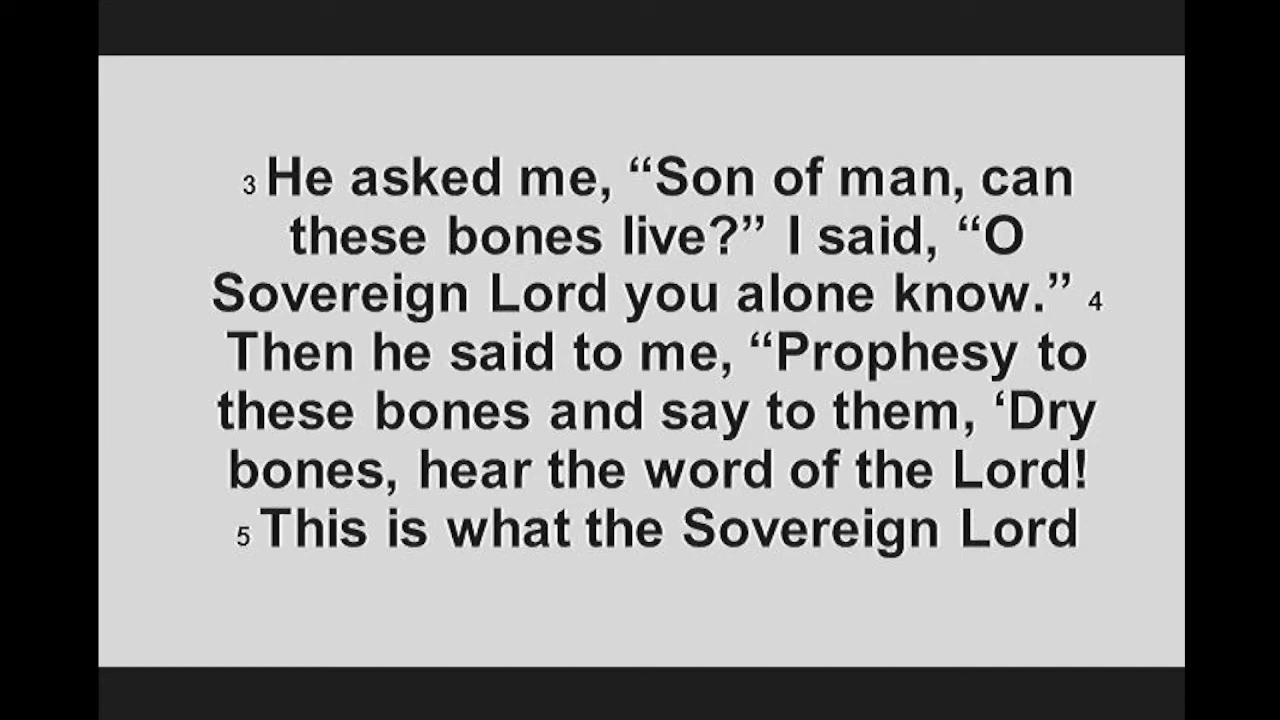 3 He asked me, “Son of man, can
these bones live?” I said, “O
Sovereign Lord you alone know.” 4
Then he said to me, “Prophesy to
these bones and say to them, ‘Dry
bones, hear the word of the Lord!
5 This is what the Sovereign Lord